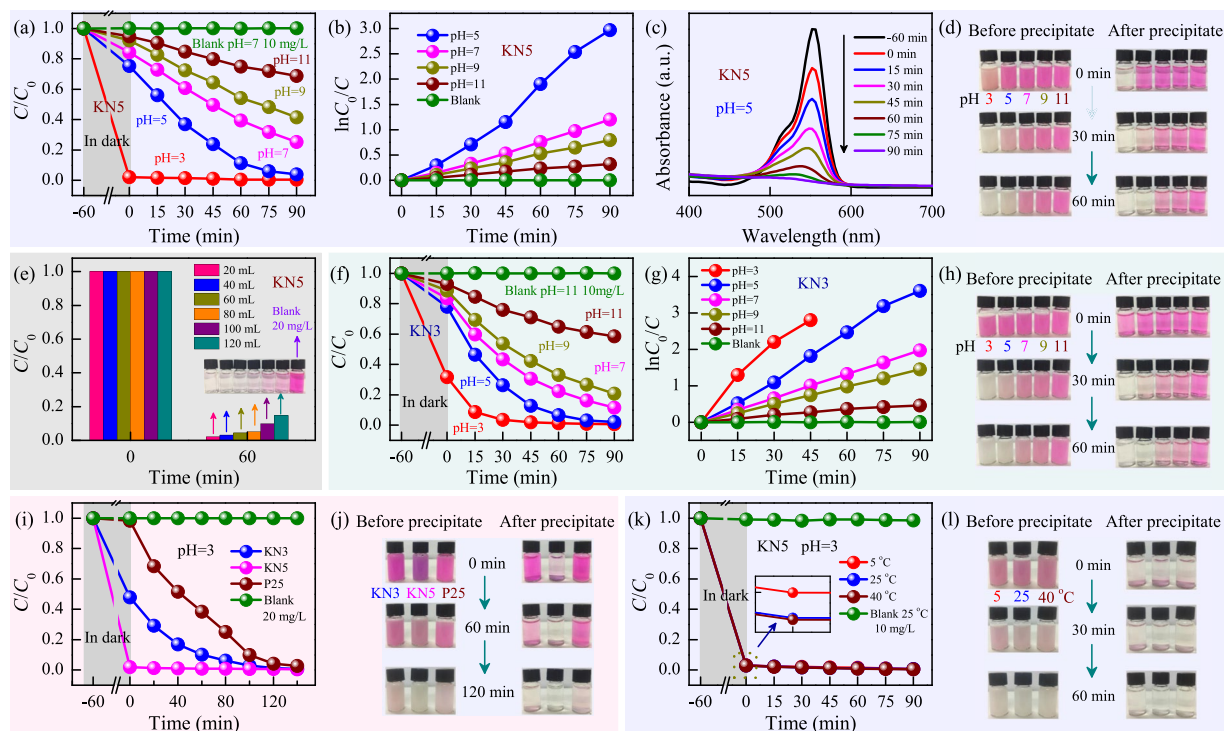 (a)
C/C0
1.0
0.8
0.6
0.4
0.2
0.0
Blank pH=7 10 mg/L
pH=11
pH=9
pH=7
pH=5
pH=3
KN5
In dark
-60 0 15 30 45 60 75 90
Time (min)
(b)
lnC0/C
3.0
2.5
2.0
1.5
1.0
0.5
0.0
KN5
pH=5
pH=7
pH=9
pH=11
Blank
0 15 30 45 60 75 90
Time (min)
(c)
Absorbance (a.u.)
KN5
pH=5
-60 min
0 min
15 min
30 min
45 min
60 min
75 min
90 min
400 500 600 700
Wavelength (nm)
(d)
Before precipitate After precipitate
0 min
pH 3 5 7 9 11
30 min
60 min
(e)
C/C0
1.0
0.8
0.6
0.4
0.2
0.0
20 mL
40 mL
60 mL
80 mL
100 mL
120 mL
KN5
Blank
20 mg/L
0 60
Time (min)
(f)
C/C0
1.0
0.8
0.6
0.4
0.2
0.0
Blank pH=11 10mg/L
pH=11
pH=9
pH=7
pH=5
pH=3
KN3
In dark
-60 0 15 30 45 60 75 90
Time (min)
(g)
lnC0/C
4
3
2
1
0
pH=3
pH=5
pH=7
pH=9
pH=11
Blank
KN3
0 15 30 45 60 75 90
Time (min)
(h)
Before precipitate After precipitate
0 min
pH 3 5 7 9 11
30 min
60 min
(i)
C/C0
1.0
0.8
0.6
0.4
0.2
0.0
pH=3
KN3
KN5
P25
Blank
20 mg/L
In dark
-60 0 20 40 60 80 100 120 140
Time (min)
(j)
Before precipitate After precipitate
0 min
KN3 KN5 P25
60 min
120 min
(k)
C/C0
1.0
0.8
0.6
0.4
0.2
0.0
KN5 pH=3
5 °C
25 °C
40 °C
Blank 25 °C
10 mg/L
In dark
-60 0 15 30 45 60 75 90
Time (min)
(l)
Before precipitate After precipitate
0 min
5 25 40 °C
30 min
60 min